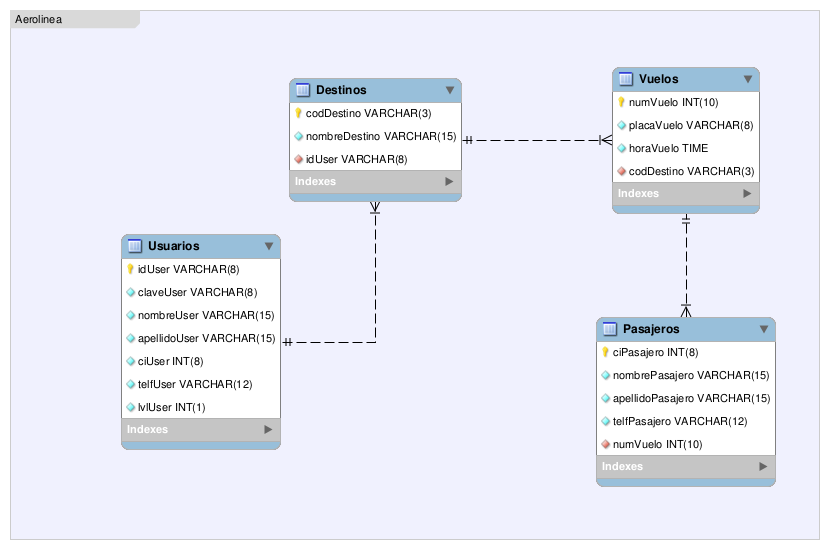 Aerolinea
Destinos
codDestino VARCHAR(3)
nombreDestino VARCHAR(15)
idUser VARCHAR(8)
Indexes
Vuelos
numVuelo INT(10)
placaVuelo VARCHAR(8)
horaVuelo TIME
codDestino VARCHAR(3)
Indexes
Usuarios
idUser VARCHAR(8)
claveUser VARCHAR(8)
nombreUser VARCHAR(15)
apellidoUser VARCHAR(15)
ciUser INT(8)
telfUser VARCHAR(12)
lvlUser INT(1)
Indexes
Pasajeros
ciPasajero INT(8)
nombrePasajero VARCHAR(15)
apellidoPasajero VARCHAR(15)
telfPasajero VARCHAR(12)
numVuelo INT(10)
Indexes